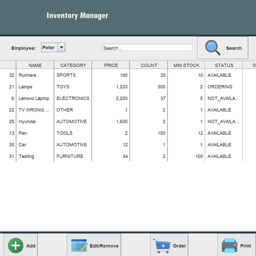 Inventory Manager
Employee: Peter Search... Search
NAME CATEGORY PRICE COUNT MIN STOCK STATUS S
32 Runners SPORTS 100 20 10 AVAILABLE
21 Lamps TOYS 1,233 300 2 ORDERING
6 Lenovo Laptop ELECTRONICS 2,200 37 5 NOT_AVAILA...
22 TV WRONG ... OTHER 1 2 1 AVAILABLE
25 Hyundai AUTOMOTIVE 1,600 2 1 NOT_AVAILA...
13 Pen TOOLS 2 100 12 AVAILABLE
30 Car AUTOMOTIVE 12 1 1 AVAILABLE
31 Testing FURNITURE 34 2 100 AVAILABLE
Add Edit/Remove Order Print